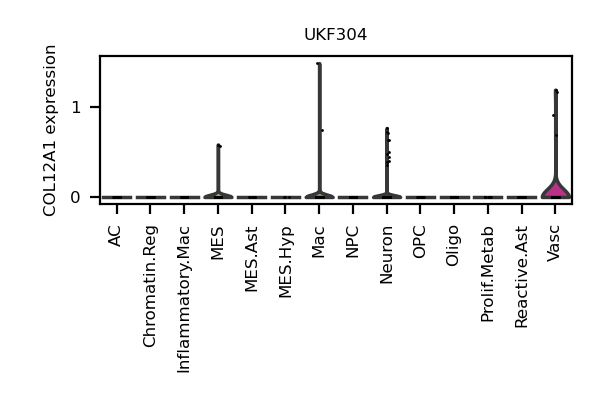 UKF304
COL12A1 expression
1
0
AC
Chromatin.Reg
Inflammatory.Mac
MES
MES.Ast
MES.Hyp
Mac
NPC
Neuron
OPC
Oligo
Prolif.Metab
Reactive.Ast
Vasc